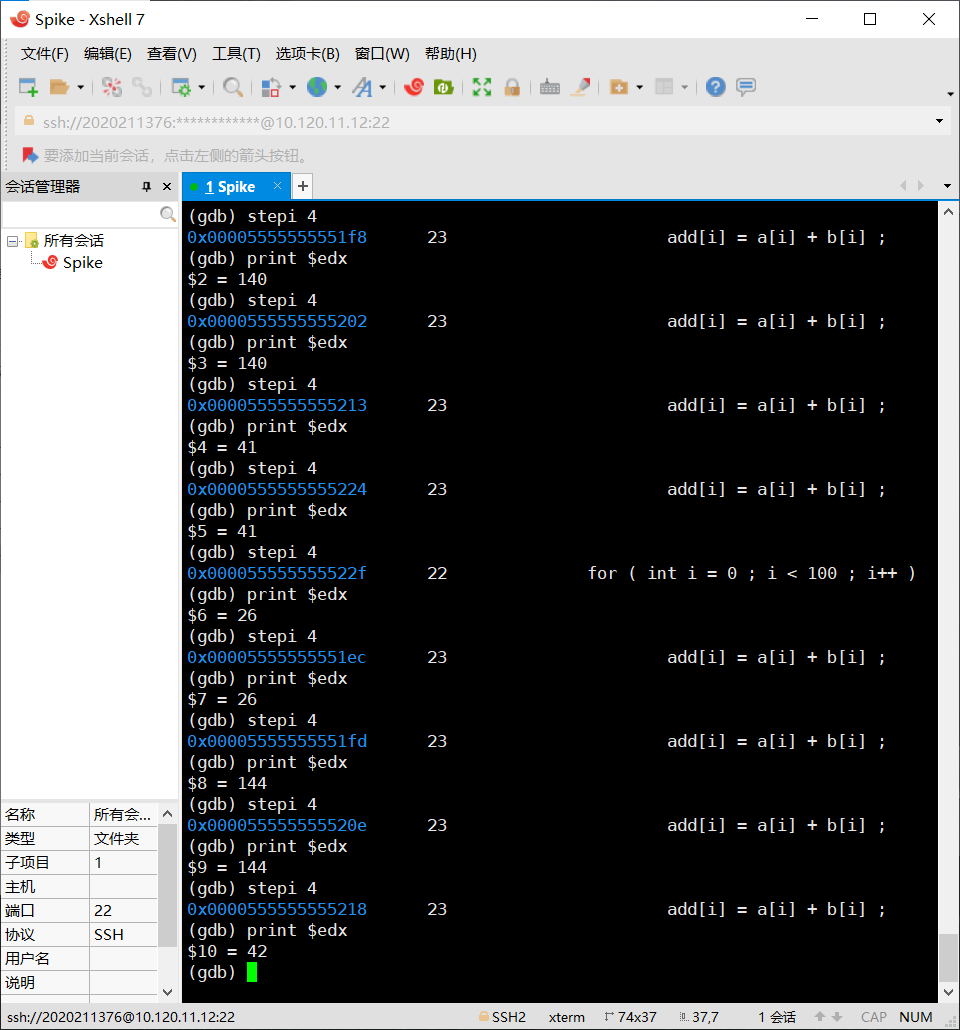 Spike - Xshell 7
文件(F) 编辑(E) 查看(V) 工具(T) 选项卡(B) 窗口(W) 帮助(H)
ssh://2020211376:************@10.120.11.12:22
要添加当前会话，点击左侧的箭头按钮。
会话管理器
所有会话
Spike
名称 所有会...
类型 文件夹
子项目 1
主机
端口 22
协议 SSH
用户名
说明
1 Spike
(gdb) stepi 4
0x00005555555551f8 23 add[i] = a[i] + b[i] ;
(gdb) print $edx
$2 = 140
(gdb) stepi 4
0x0000555555555202 23 add[i] = a[i] + b[i] ;
(gdb) print $edx
$3 = 140
(gdb) stepi 4
0x0000555555555213 23 add[i] = a[i] + b[i] ;
(gdb) print $edx
$4 = 41
(gdb) stepi 4
0x0000555555555224 23 add[i] = a[i] + b[i] ;
(gdb) print $edx
$5 = 41
(gdb) stepi 4
0x000055555555522f 22 for ( int i = 0 ; i < 100 ; i++ )
(gdb) print $edx
$6 = 26
(gdb) stepi 4
0x00005555555551ec 23 add[i] = a[i] + b[i] ;
(gdb) print $edx
$7 = 26
(gdb) stepi 4
0x00005555555551fd 23 add[i] = a[i] + b[i] ;
(gdb) print $edx
$8 = 144
(gdb) stepi 4
0x000055555555520e 23 add[i] = a[i] + b[i] ;
(gdb) print $edx
$9 = 144
(gdb) stepi 4
0x0000555555555218 23 add[i] = a[i] + b[i] ;
(gdb) print $edx
$10 = 42
(gdb)
ssh://2020211376@10.120.11.12:22 SSH2 xterm 74x37 37,7 1 会话 CAP NUM